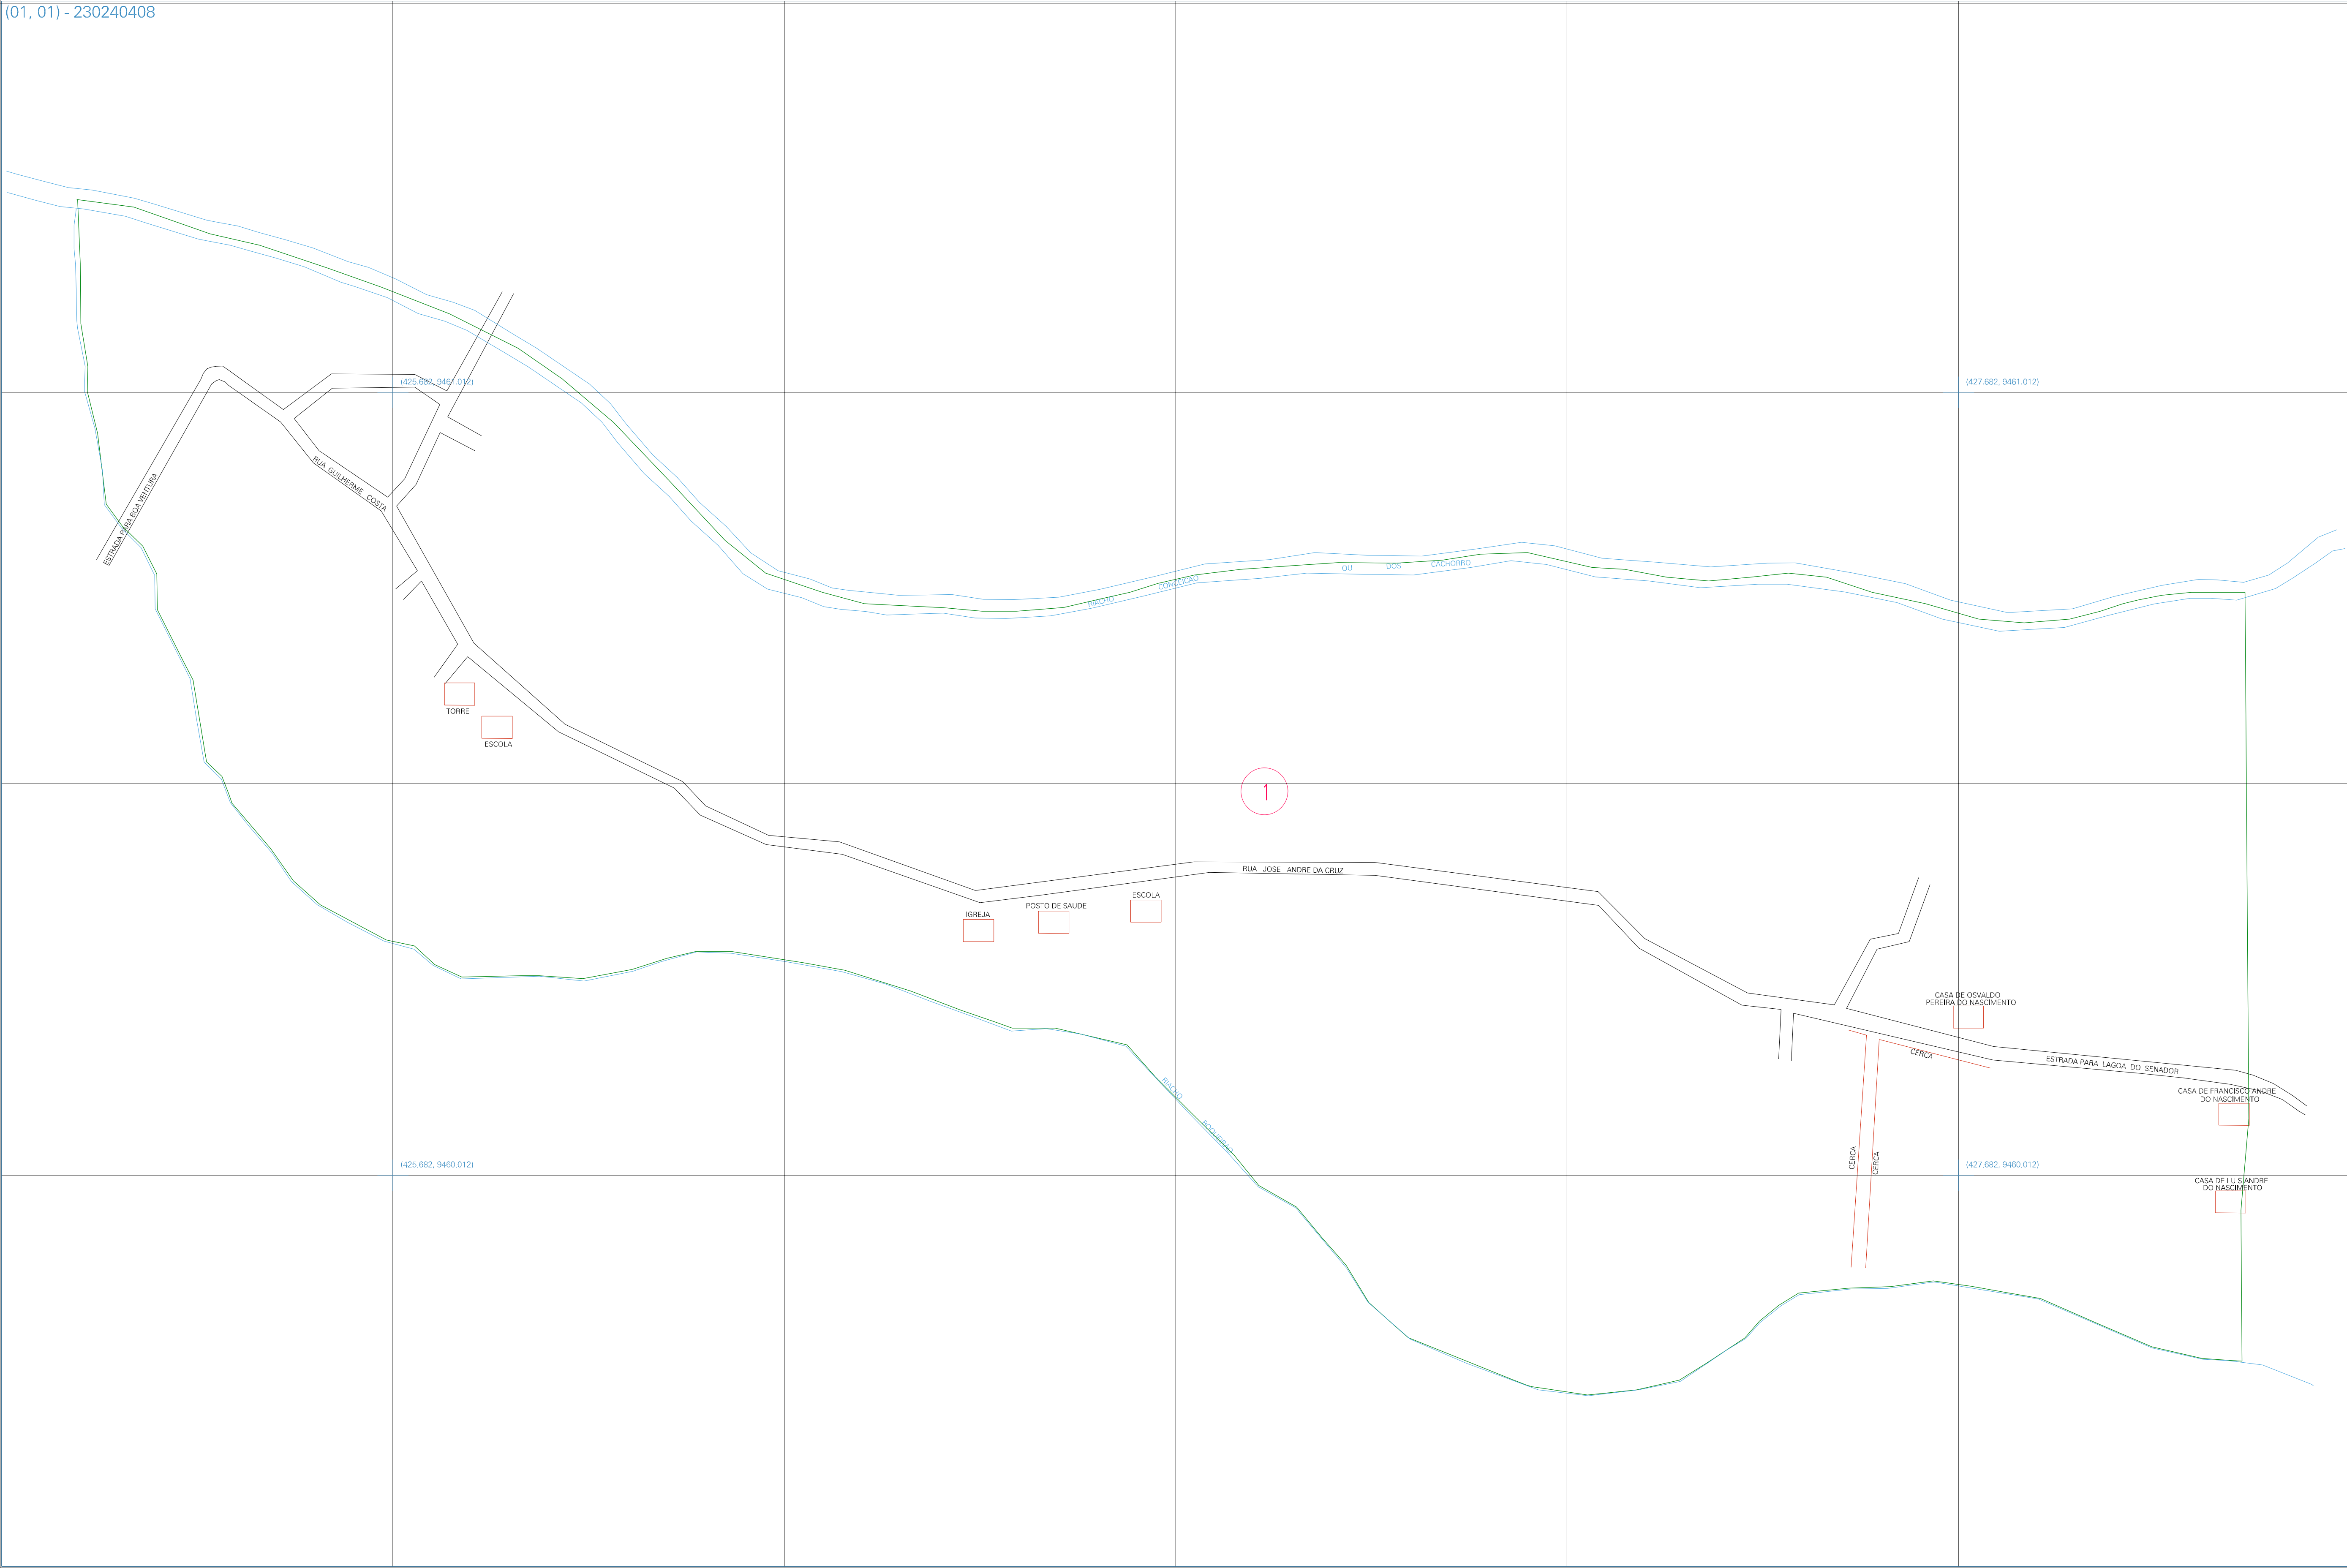 (01, 01) - 230240408
(425.682, 9461.012)
(427.682, 9461.012)
RUA GUILHERME COSTA
ESTRADA PARA BOA VENTURA
RIACHO CONCEICAO OU DOS CACHORRO
TORRE
ESCOLA
1
RUA JOSE ANDRE DA CRUZ
ESCOLA
POSTO DE SAUDE
IGREJA
CASA DE OSVALDO
PEREIRA DO NASCIMENTO
CERCA
ESTRADA PARA LAGOA DO SENADOR
CASA DE FRANCISCO ANDRE
DO NASCIMENTO
RIACHO BOQUEIRAO
CERCA
CERCA
(425.682, 9460.012)
(427.682, 9460.012)
CASA DE LUIS ANDRE
DO NASCIMENTO